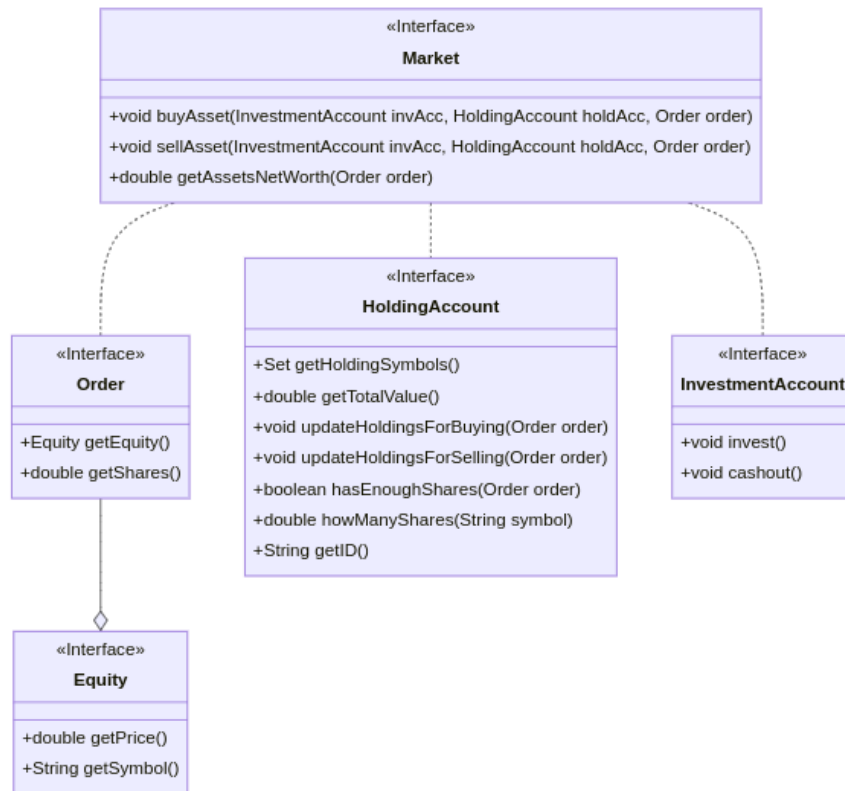 «Interface»
Market
+void buyAsset(InvestmentAccount invAcc, HoldingAccount holdAcc, Order order)
+void sellAsset(InvestmentAccount invAcc, HoldingAccount holdAcc, Order order)
+double getAssetsNetWorth(Order order)
«Interface»
Order
+Equity getEquity()
+double getShares()
«Interface»
HoldingAccount
+Set getHoldingSymbols()
+double getTotalValue()
+void updateHoldingsForBuying(Order order)
+void updateHoldingsForSelling(Order order)
+boolean hasEnoughShares(Order order)
+double howManyShares(String symbol)
+String getID()
«Interface»
InvestmentAccount
+void invest()
+void cashout()
«Interface»
Equity
+double getPrice()
+String getSymbol()